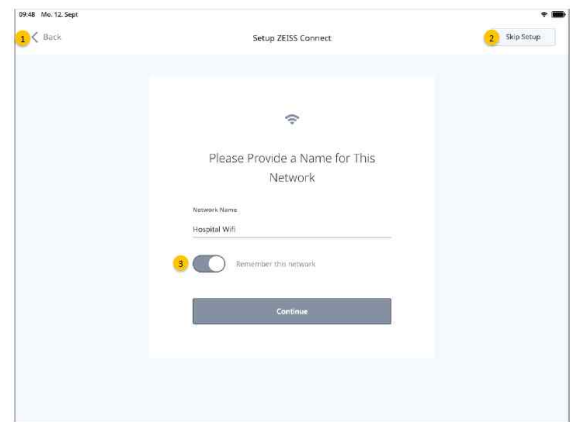 09:48 Mo. 12. Sept
1 Back
Setup ZEISS Connect
2 Skip Setup
Please Provide a Name for This
Network
Network Name
Hospital Wifi
3 Remember this network
Continue